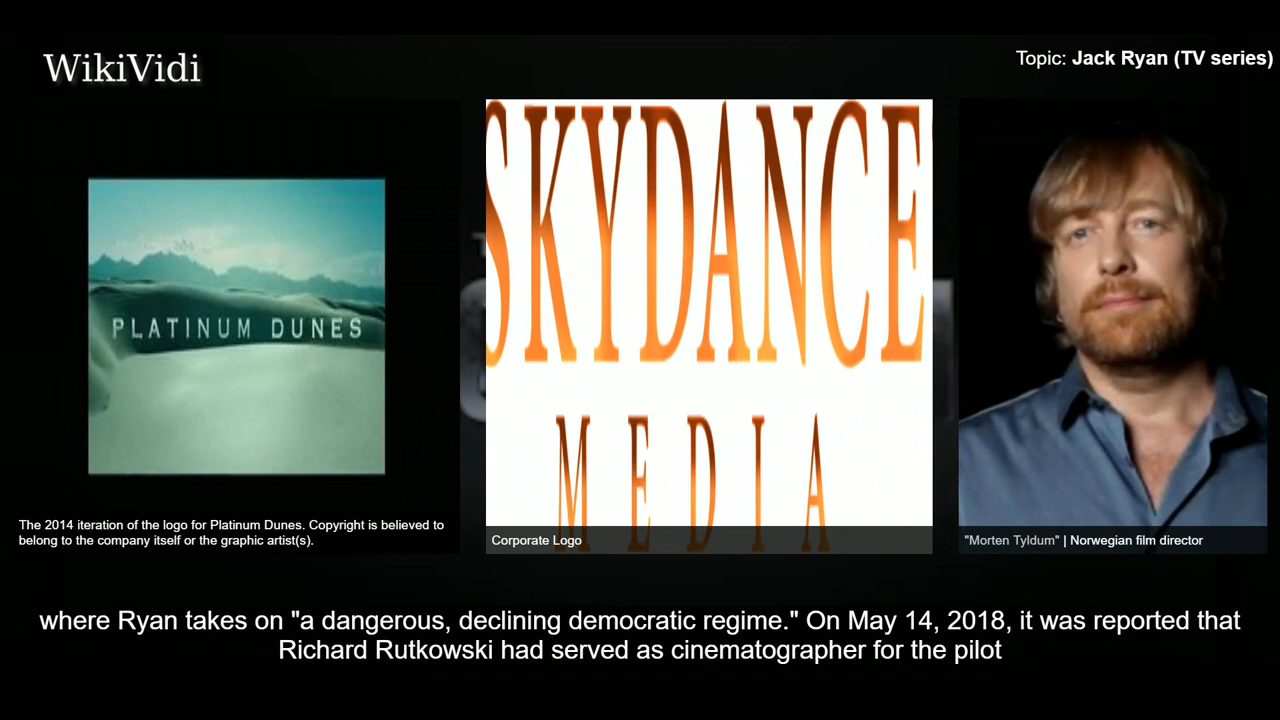 WikiVidi
Topic: Jack Ryan (TV series)
PLATINUM DUNES
SKYDANCE
MEDIA
The 2014 iteration of the logo for Platinum Dunes. Copyright is believed to
belong to the company itself or the graphic artist(s).
Corporate Logo
"Morten Tyldum" | Norwegian film director
where Ryan takes on "a dangerous, declining democratic regime." On May 14, 2018, it was reported that
Richard Rutkowski had served as cinematographer for the pilot